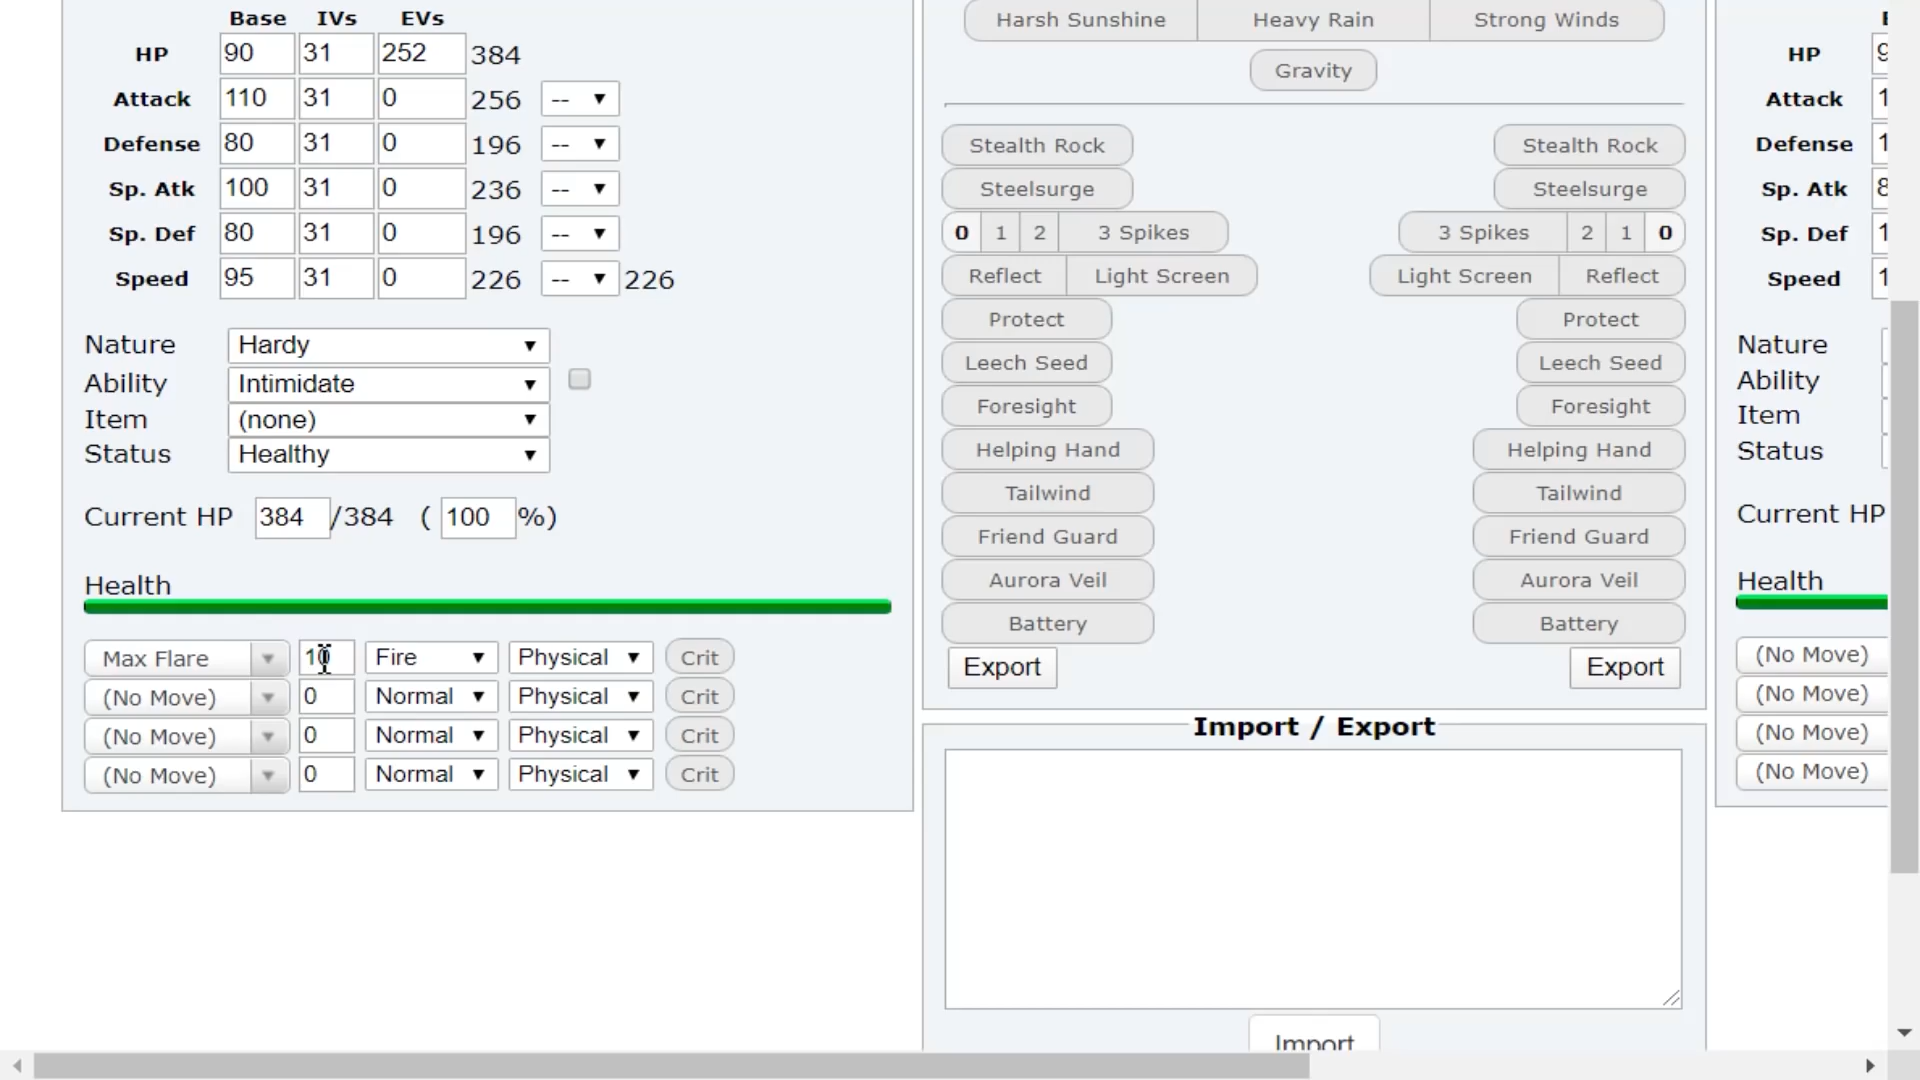 Base IVs EVs
HP 90 31 252 384
Attack 110 31 0 256 --
Defense 80 31 0 196 --
Sp. Atk 100 31 0 236 --
Sp. Def 80 31 0 196 --
Speed 95 31 0 226 -- 226
Nature Hardy
Ability Intimidate
Item (none)
Status Healthy
Current HP 384 /384 ( 100 %)
Health
Max Flare 10 Fire Physical Crit
(No Move) 0 Normal Physical Crit
(No Move) 0 Normal Physical Crit
(No Move) 0 Normal Physical Crit
Harsh Sunshine Heavy Rain Strong Winds
Gravity
Stealth Rock Stealth Rock
Steelsurge Steelsurge
0 1 2 3 Spikes 3 Spikes 2 1 0
Reflect Light Screen Light Screen Reflect
Protect Protect
Leech Seed Leech Seed
Foresight Foresight
Helping Hand Helping Hand
Tailwind Tailwind
Friend Guard Friend Guard
Aurora Veil Aurora Veil
Battery Battery
Export Export
Import / Export
Import
HP
Attack
Defense
Sp. Atk
Sp. Def
Speed
Nature
Ability
Item
Status
Current HP
Health
(No Move)
(No Move)
(No Move)
(No Move)